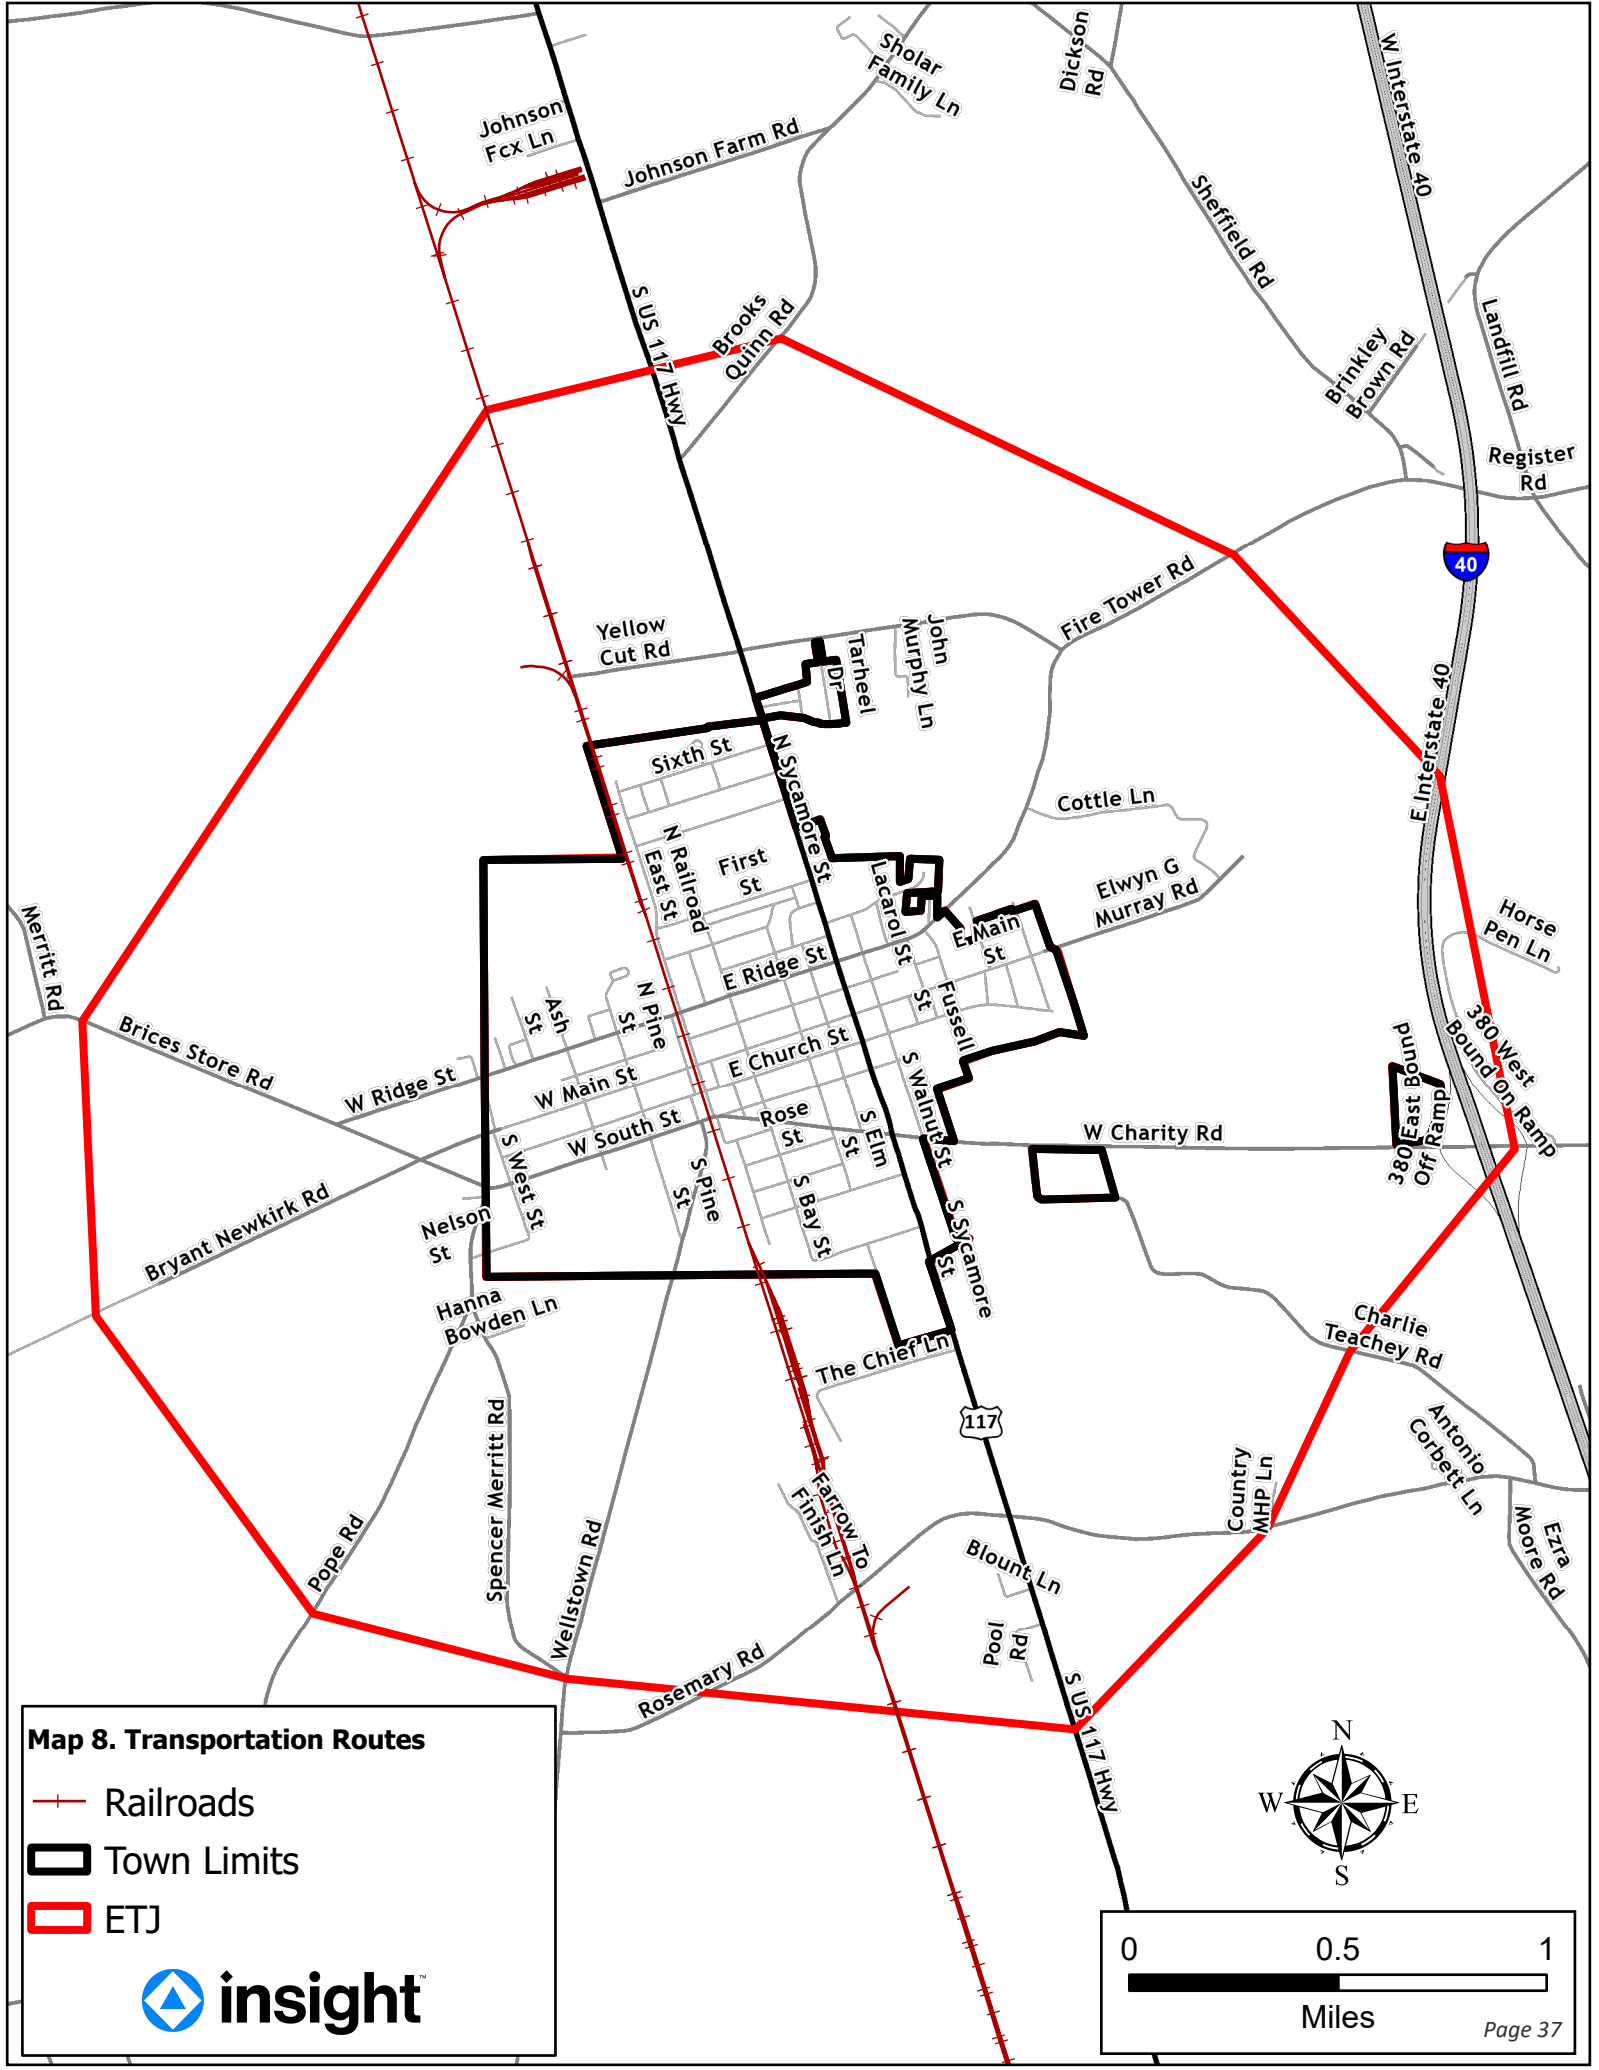 Sholar
Family Ln
Dickson
Rd
W Interstate 40
Johnson
Fcx Ln
Johnson Farm Rd
Sheffield Rd
S US 117 Hwy
Brooks
Quinn Rd
Brinkley
Brown Rd
Landfill Rd
Register
Rd
40
Fire Tower Rd
Yellow
Cut Rd
Tarheel
Dr
John
Murphy Ln
E Interstate 40
Sixth St
N Sycamore St
Cottle Ln
N Railroad
East St
First
St
Lacarol St
Elwyn G
Murray Rd
E Main
St
Horse
Pen Ln
Merritt Rd
E Ridge St
Ash
St
N Pine
St
Fussell
St
Brices Store Rd
380 West
Bound On Ramp
380 East Bound
Off Ramp
W Ridge St
W Main St
E Church St
S Walnut St
W South St
Rose
St
S Elm
St
W Charity Rd
S West St
S Pine
St
S Bay St
Bryant Newkirk Rd
Nelson
St
S Sycamore
St
Hanna
Bowden Ln
The Chief Ln
Charlie
Teachey Rd
117
Antonio
Corbett Ln
Spencer Merritt Rd
Farrow To
Finish Ln
Country
MHP Ln
Pope Rd
Wellstown Rd
Blount Ln
Ezra
Moore Rd
Pool
Rd
Rosemary Rd
S US 117 Hwy
Map 8. Transportation Routes
Railroads
Town Limits
ETJ
insight™
N
W
E
S
0 0.5 1
Miles
Page 37